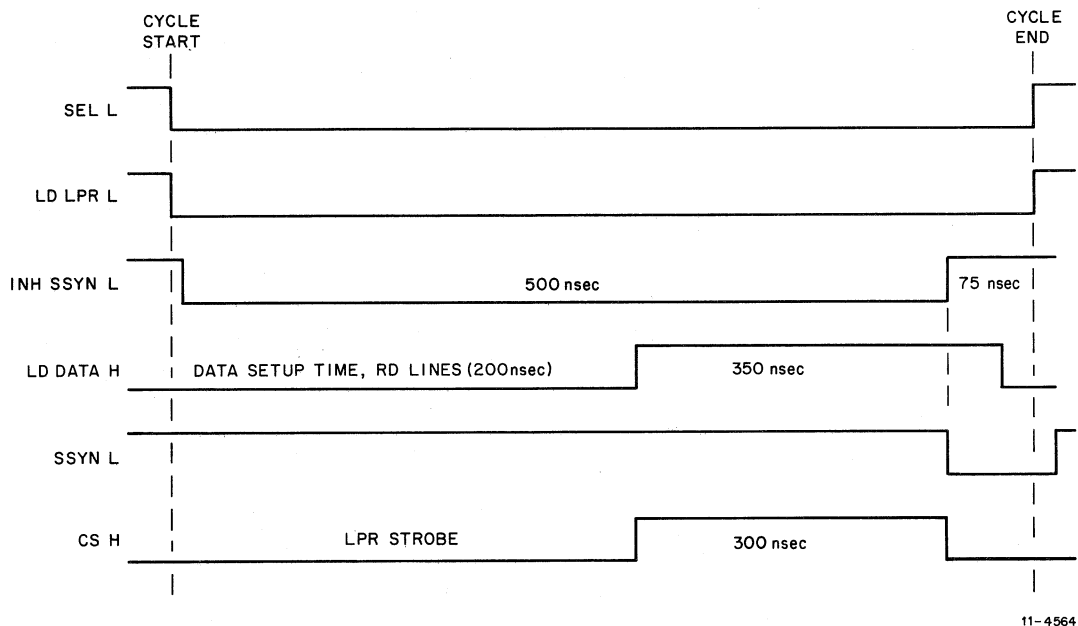 CYCLE
START
CYCLE
END
SEL L
LD LPR L
INH SSYN L
500 nsec
75 nsec
LD DATA H
DATA SETUP TIME, RD LINES (200nsec)
350 nsec
SSYN L
CS H
LPR STROBE
300 nsec
11-4564